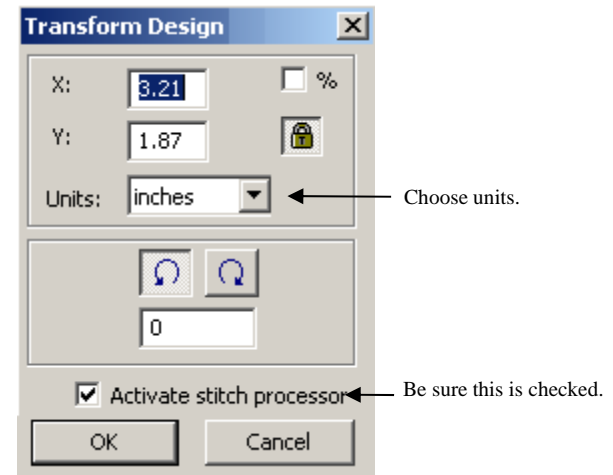 Transform Design
X: 3.21 %
Y: 1.87
Units: inches Choose units.
0
Activate stitch processor Be sure this is checked.
OK Cancel